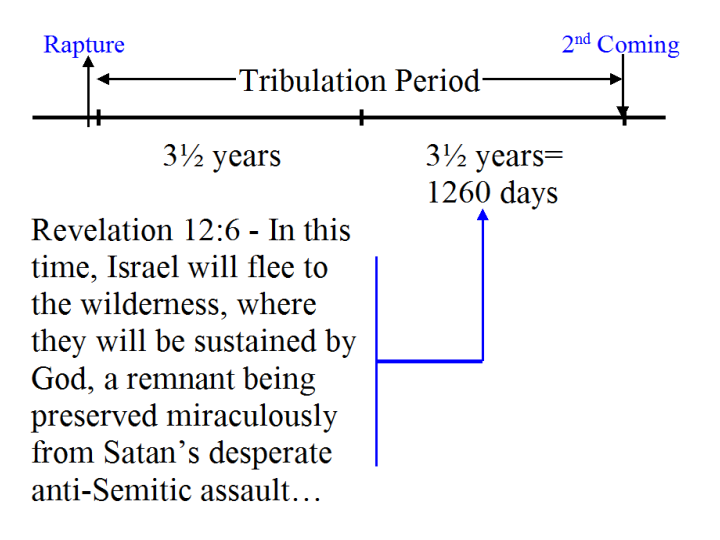 Rapture
2nd Coming
Tribulation Period
3½ years
3½ years=
1260 days
Revelation 12:6 - In this
time, Israel will flee to
the wilderness, where
they will be sustained by
God, a remnant being
preserved miraculously
from Satan’s desperate
anti-Semitic assault…